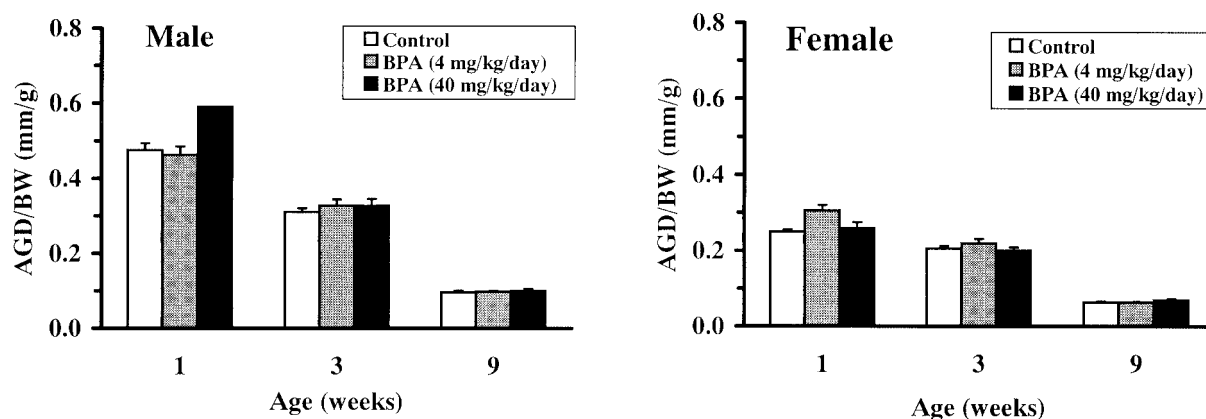 Male
Control
BPA (4 mg/kg/day)
BPA (40 mg/kg/day)
AGD/BW (mm/g)
0.8
0.6
0.4
0.2
0.0
1 3 9
Age (weeks)
Female
Control
BPA (4 mg/kg/day)
BPA (40 mg/kg/day)
AGD/BW (mm/g)
0.8
0.6
0.4
0.2
0.0
1 3 9
Age (weeks)